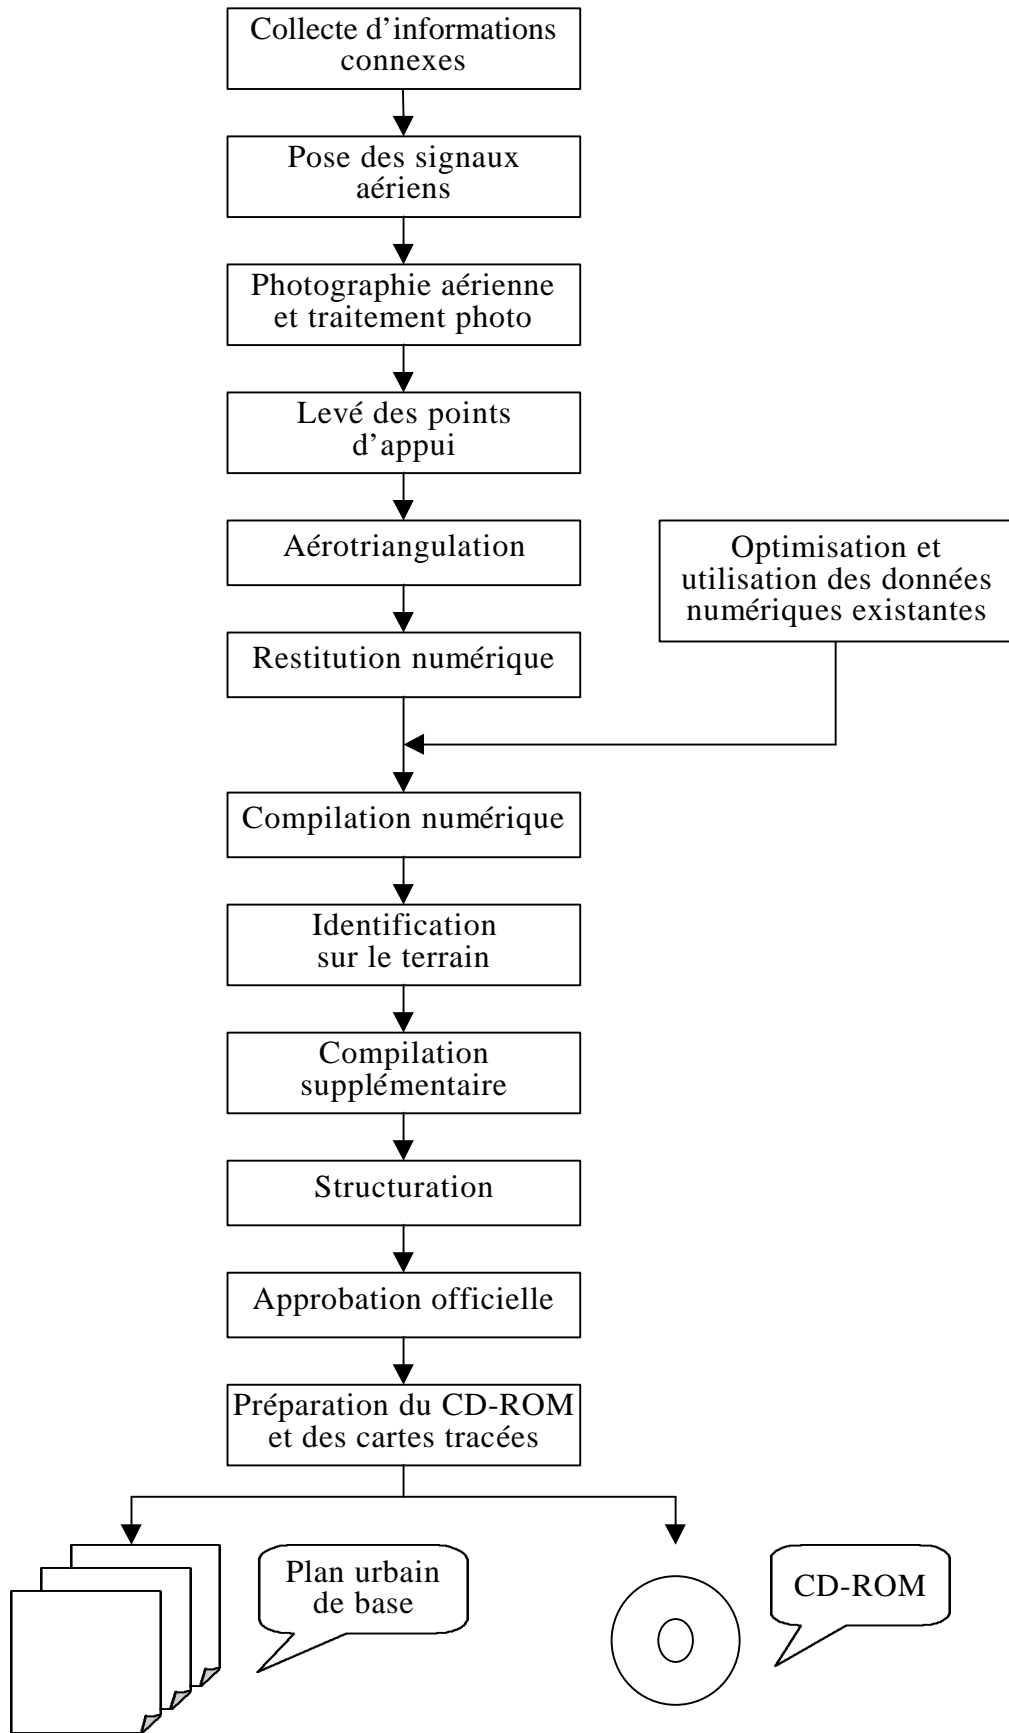 Collecte d’informations
connexes
Pose des signaux
aériens
Photographie aérienne
et traitement photo
Levé des points
d’appui
Aérotriangulation
Optimisation et
utilisation des données
numériques existantes
Restitution numérique
Compilation numérique
Identification
sur le terrain
Compilation
supplémentaire
Structuration
Approbation officielle
Préparation du CD-ROM
et des cartes tracées
Plan urbain
de base
CD-ROM